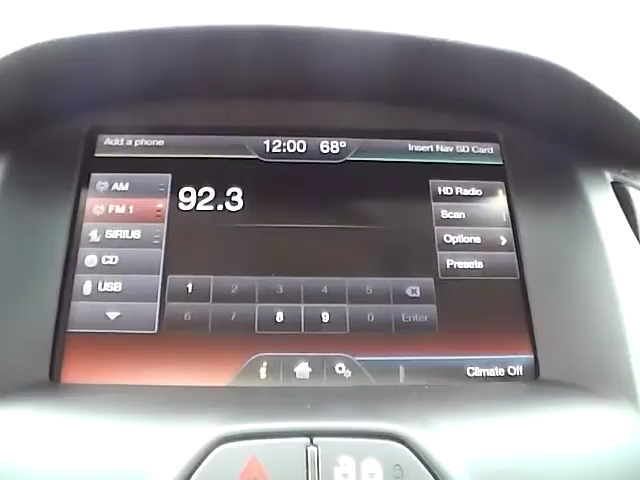 Add a phone
12:00 68°
Insert Nav SD Card
AM
FM 1
SIRIUS
CD
USB
92.3
HD Radio
Scan
Options
Presets
1 2 3 4 5
6 7 8 9 0 Enter
i
Climate Off